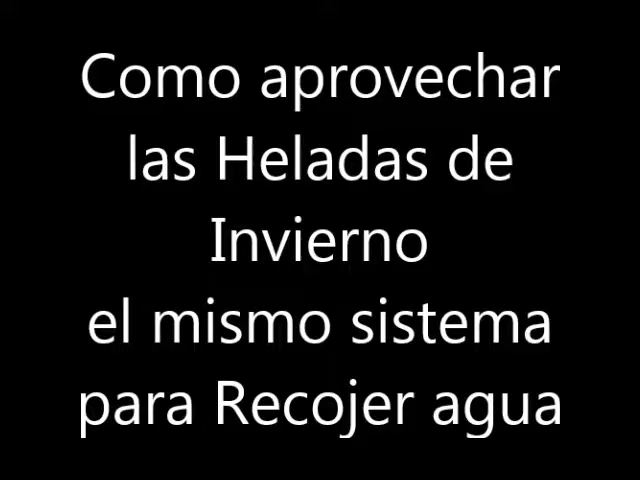 Como aprovechar
las Heladas de
Invierno
el mismo sistema
para Recojer agua